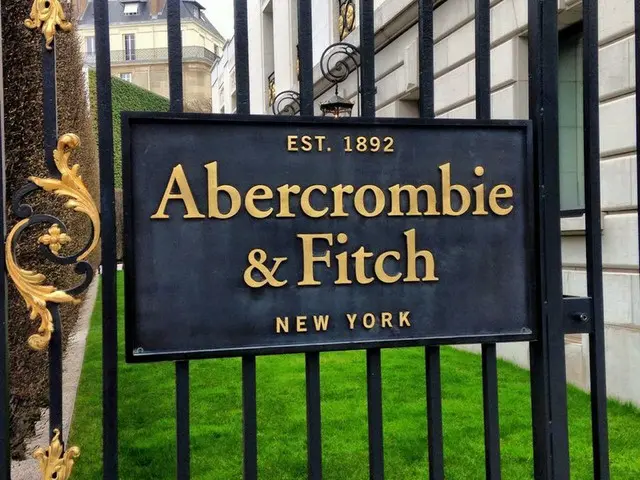 EST. 1892
Abercrombie
& Fitch
NEW YORK